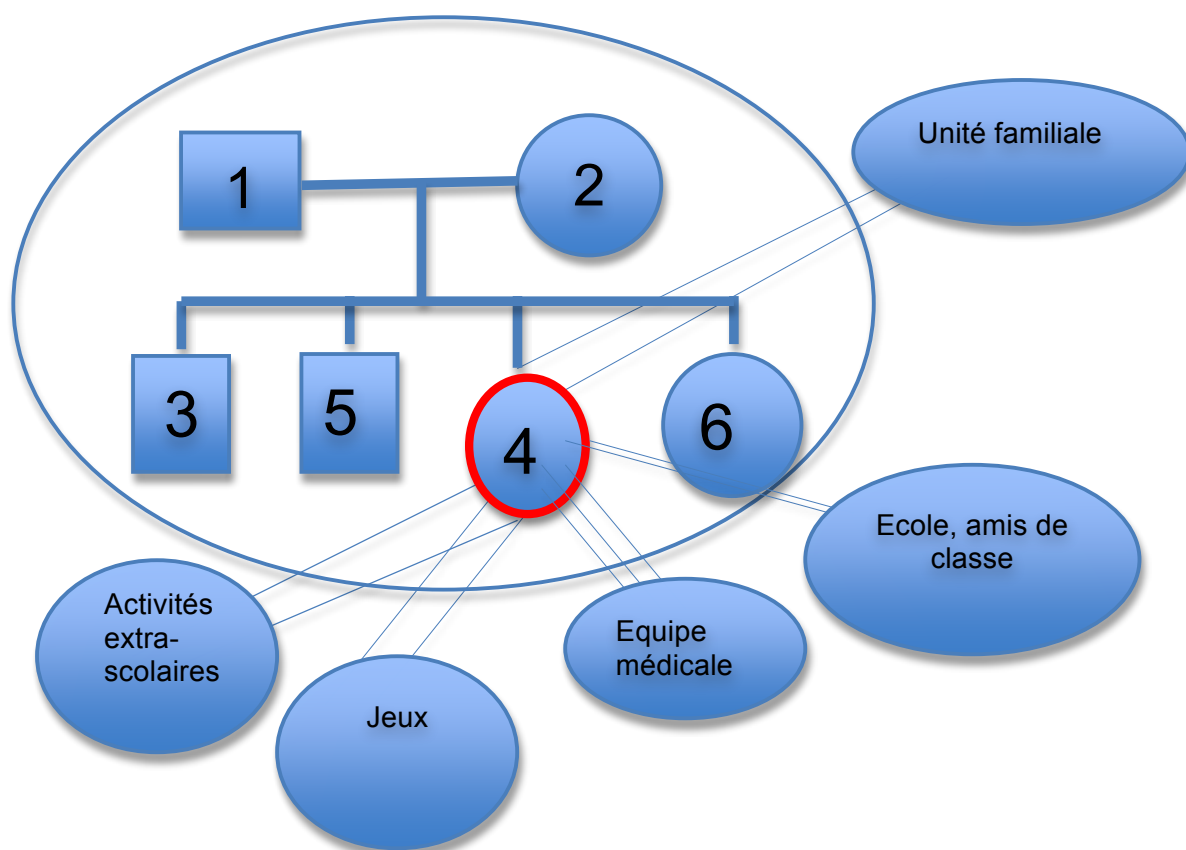 Unité familiale
1
2
3
5
4
6
Ecole, amis de
classe
Activités
extra-
scolaires
Equipe
médicale
Jeux